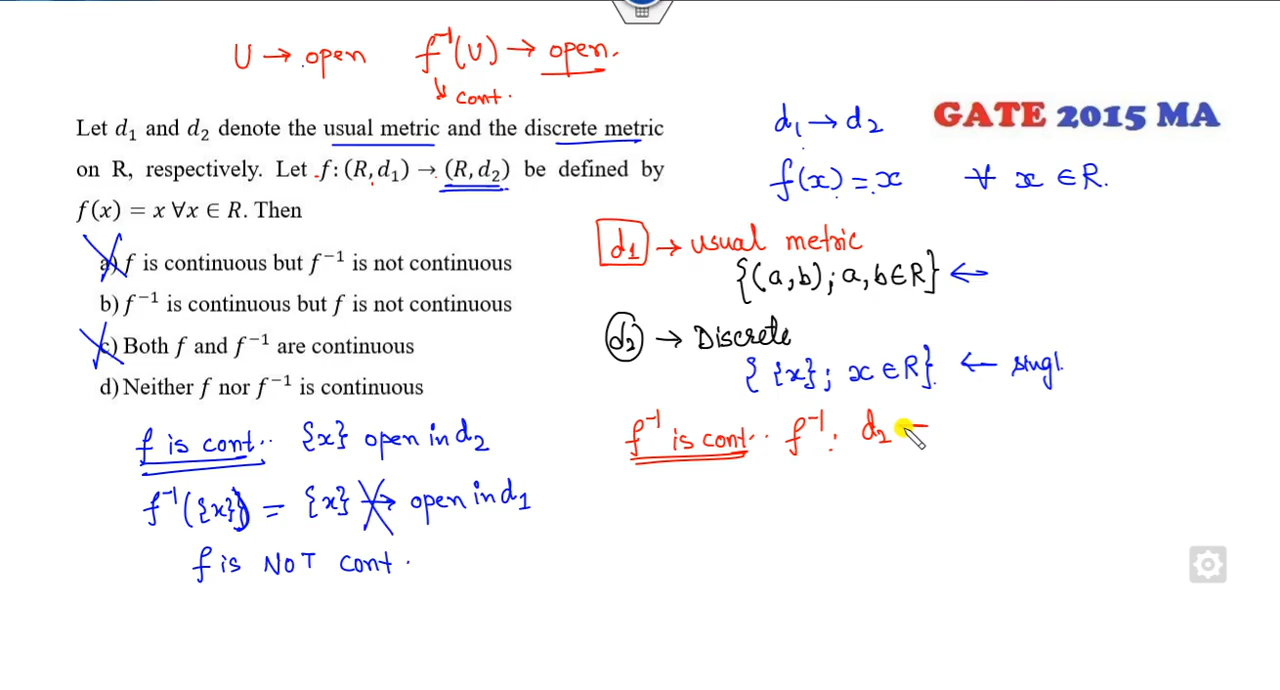 U → open f⁻¹(U) → open.
↳ cont.
Let d₁ and d₂ denote the usual metric and the discrete metric
on R, respectively. Let f: (R, d₁) → (R, d₂) be defined by
f(x) = x ∀x ∈ R. Then
a) f is continuous but f⁻¹ is not continuous
b) f⁻¹ is continuous but f is not continuous
c) Both f and f⁻¹ are continuous
d) Neither f nor f⁻¹ is continuous
f is cont.. {x} open in d₂
f⁻¹({x}) = {x} → open in d₁
f is NOT cont.
GATE 2015 MA
d₁ → d₂
f(x) = x ∀ x ∈ R.
d₁ → usual metric
{(a, b) ; a, b ∈ R} ←
d₂ → Discrete
{ {x} ; x ∈ R}. ← singl.
f⁻¹ is cont.. f⁻¹: d₂